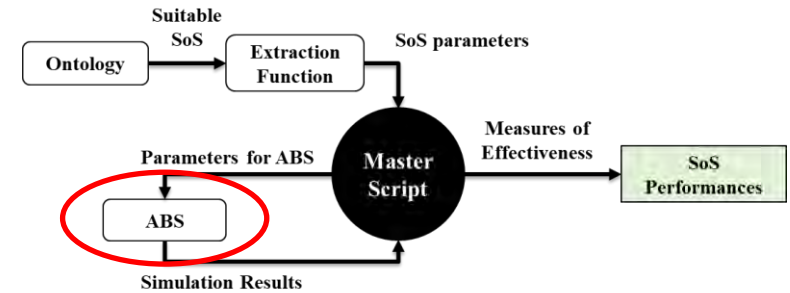 Suitable
SoS
Ontology
Extraction
Function
SoS parameters
Parameters for ABS
Master
Script
Measures of
Effectiveness
SoS
Performances
ABS
Simulation Results